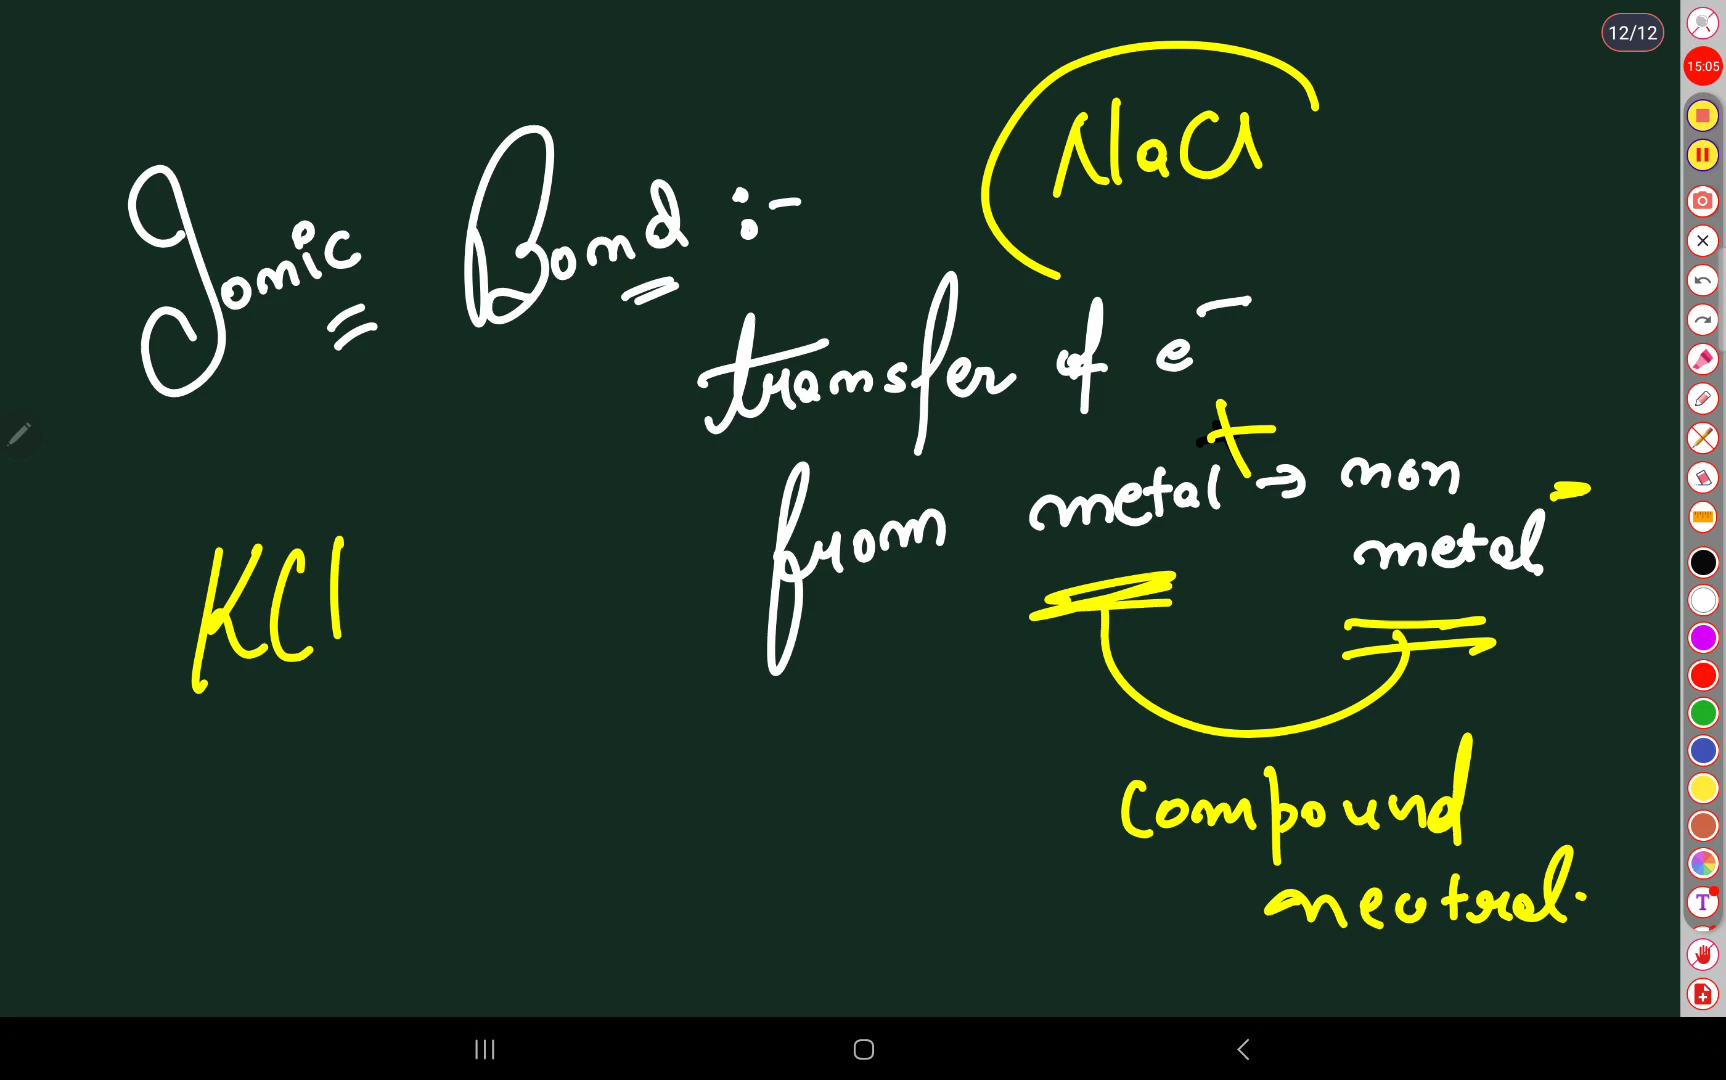 12/12
15:05
NaCl
Ionic Bond :-
transfer of e⁻
from metal⁺ → non
metal⁻
KCl
Compound
neutral.
T